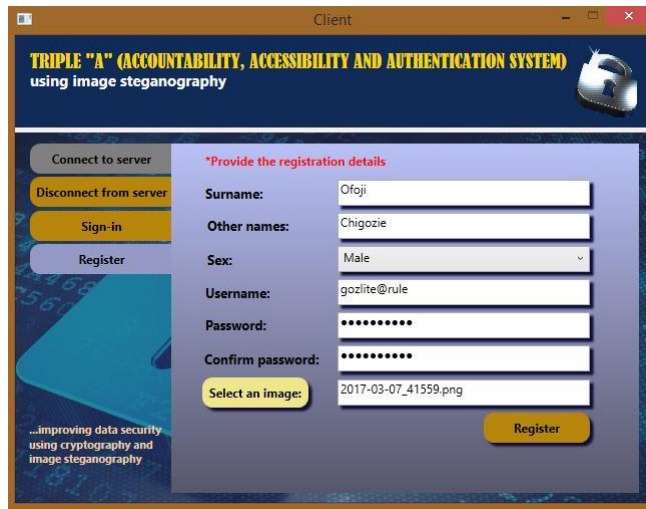 Client
TRIPLE "A" (ACCOUNTABILITY, ACCESSIBILITY AND AUTHENTICATION SYSTEM)
using image steganography
Connect to server
Disconnect from server
Sign-in
Register
*Provide the registration details
Surname: Ofoji
Other names: Chigozie
Sex: Male
Username: gozlite@rule
Password: ●●●●●●●●●●
Confirm password: ●●●●●●●●●●
Select an image: 2017-03-07_41559.png
Register
...improving data security
using cryptography and
image steganography